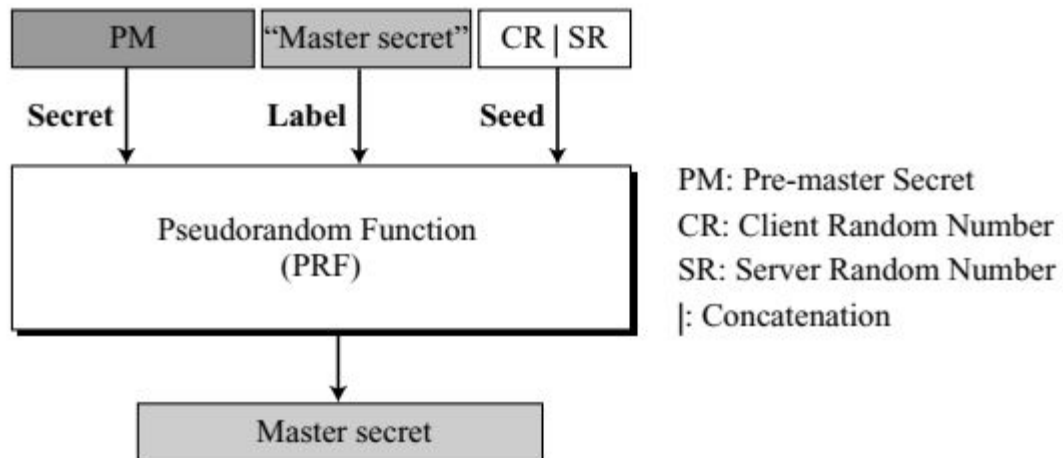 PM
“Master secret”
CR | SR
Secret
Label
Seed
Pseudorandom Function
(PRF)
PM: Pre-master Secret
CR: Client Random Number
SR: Server Random Number
|: Concatenation
Master secret